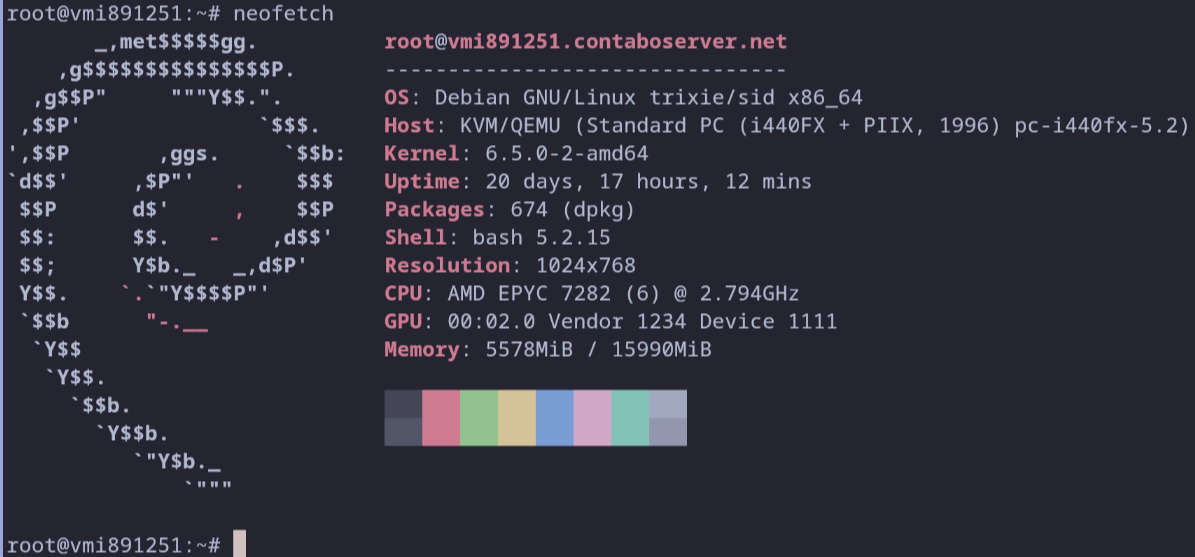 root@vmi891251:~# neofetch
       _,met$$$$$gg.          root@vmi891251.contaboserver.net
    ,g$$$$$$$$$$$$$$$P.       --------------------------------
  ,g$$P"     """Y$$.".        OS: Debian GNU/Linux trixie/sid x86_64
 ,$$P'              `$$$.     Host: KVM/QEMU (Standard PC (i440FX + PIIX, 1996) pc-i440fx-5.2)
',$$P       ,ggs.     `$$b:   Kernel: 6.5.0-2-amd64
`d$$'     ,$P"'   .    $$$    Uptime: 20 days, 17 hours, 12 mins
 $$P      d$'     ,    $$P    Packages: 674 (dpkg)
 $$:      $$.   -    ,d$$'    Shell: bash 5.2.15
 $$;      Y$b._   _,d$P'      Resolution: 1024x768
 Y$$.    `.`"Y$$$$P"'         CPU: AMD EPYC 7282 (6) @ 2.794GHz
 `$$b      "-.__              GPU: 00:02.0 Vendor 1234 Device 1111
  `Y$$                        Memory: 5578MiB / 15990MiB
   `Y$$.
     `$$b.
       `Y$$b.
          `"Y$b._
              `"""
root@vmi891251:~#